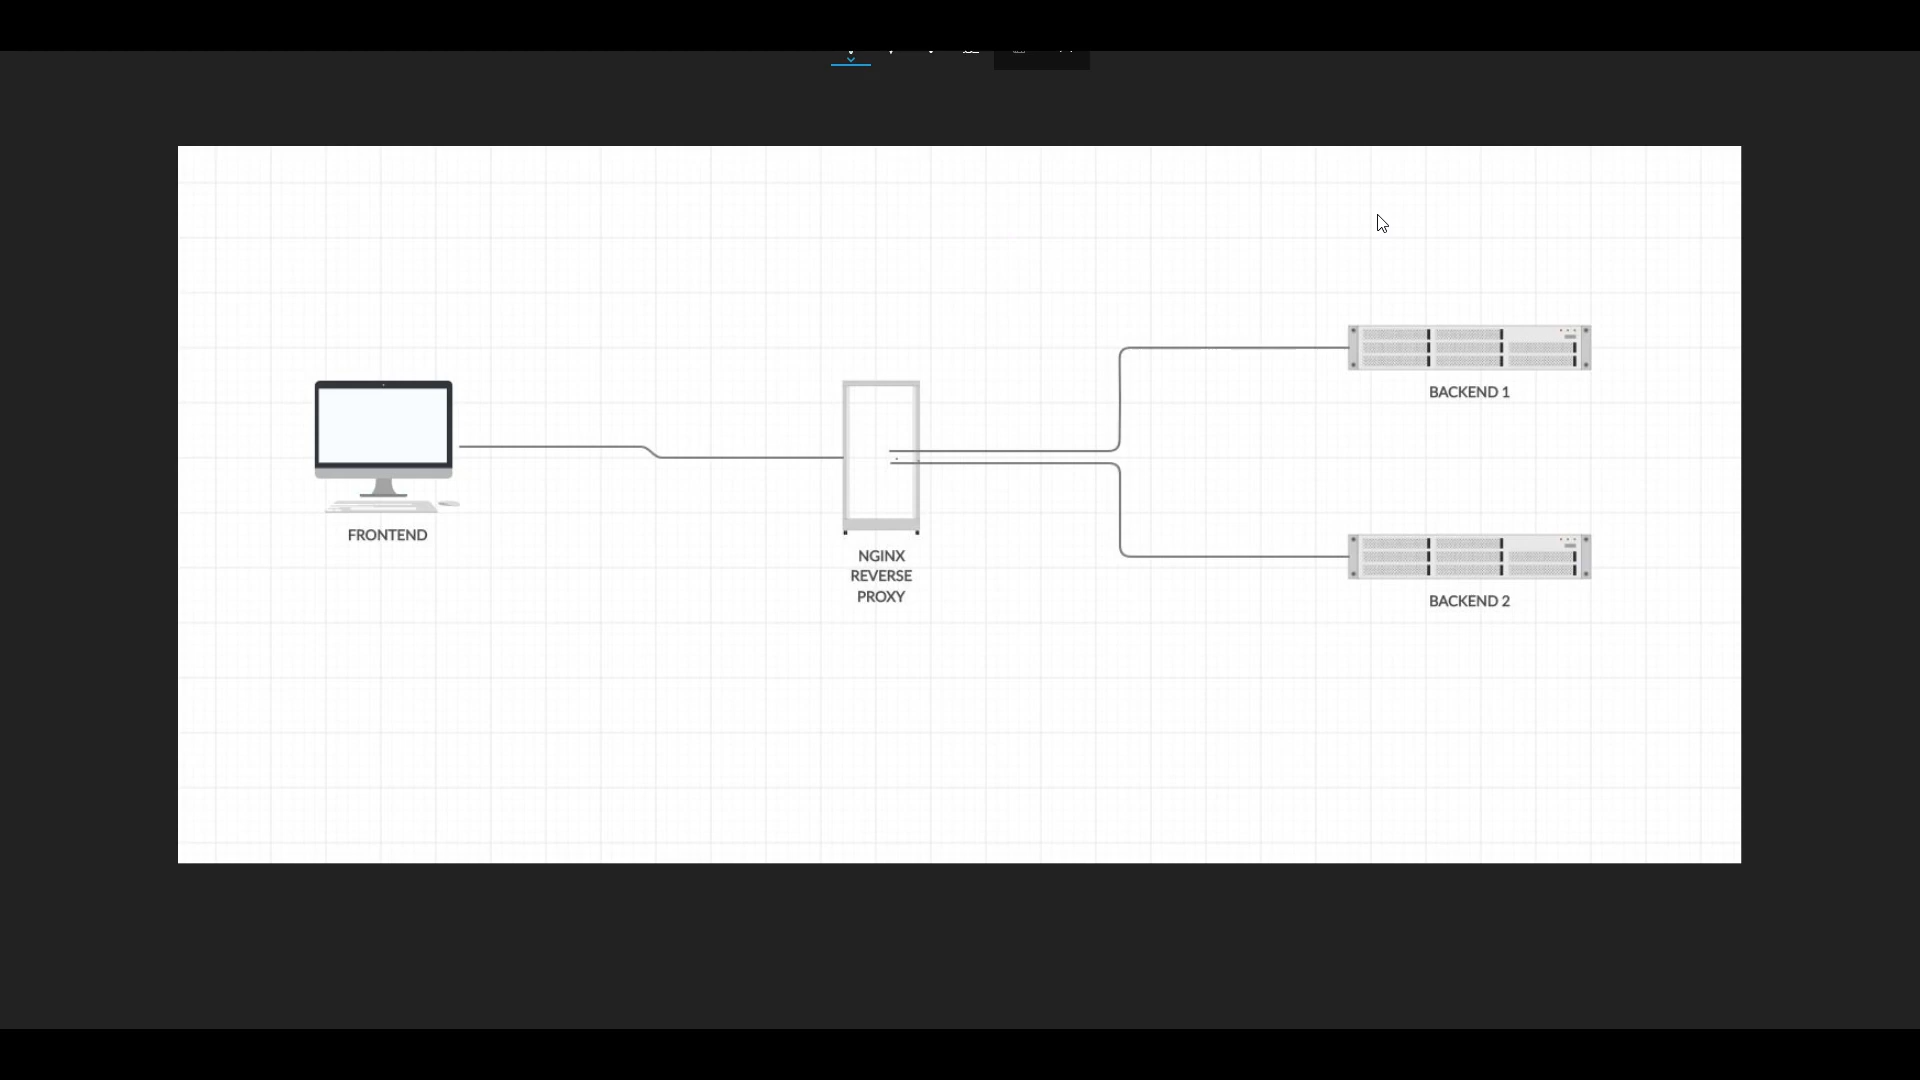 BACKEND 1
FRONTEND
NGINX
REVERSE
PROXY
BACKEND 2